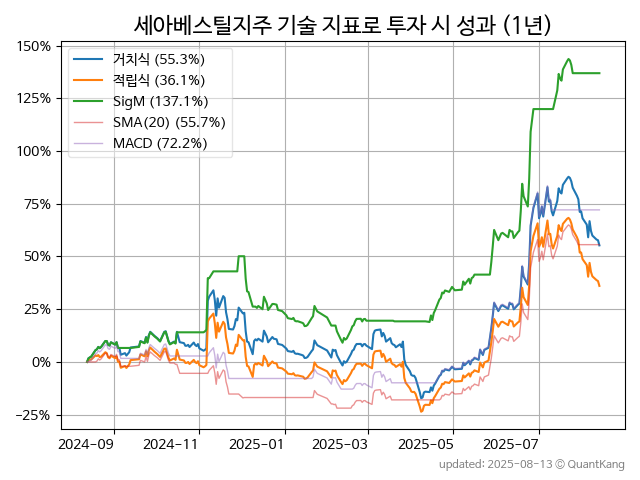 세아베스틸지주 기술 지표로 투자 시 성과 (1년)
거치식 (55.3%)
적립식 (36.1%)
SigM (137.1%)
SMA(20) (55.7%)
MACD (72.2%)
150%
125%
100%
75%
50%
25%
0%
−25%
2024-09 2024-11 2025-01 2025-03 2025-05 2025-07
updated: 2025-08-13 © QuantKang